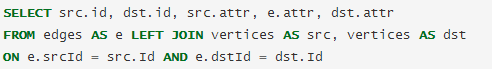 SELECT src.id, dst.id, src.attr, e.attr, dst.attr
FROM edges AS e LEFT JOIN vertices AS src, vertices AS dst
ON e.srcId = src.Id AND e.dstId = dst.Id